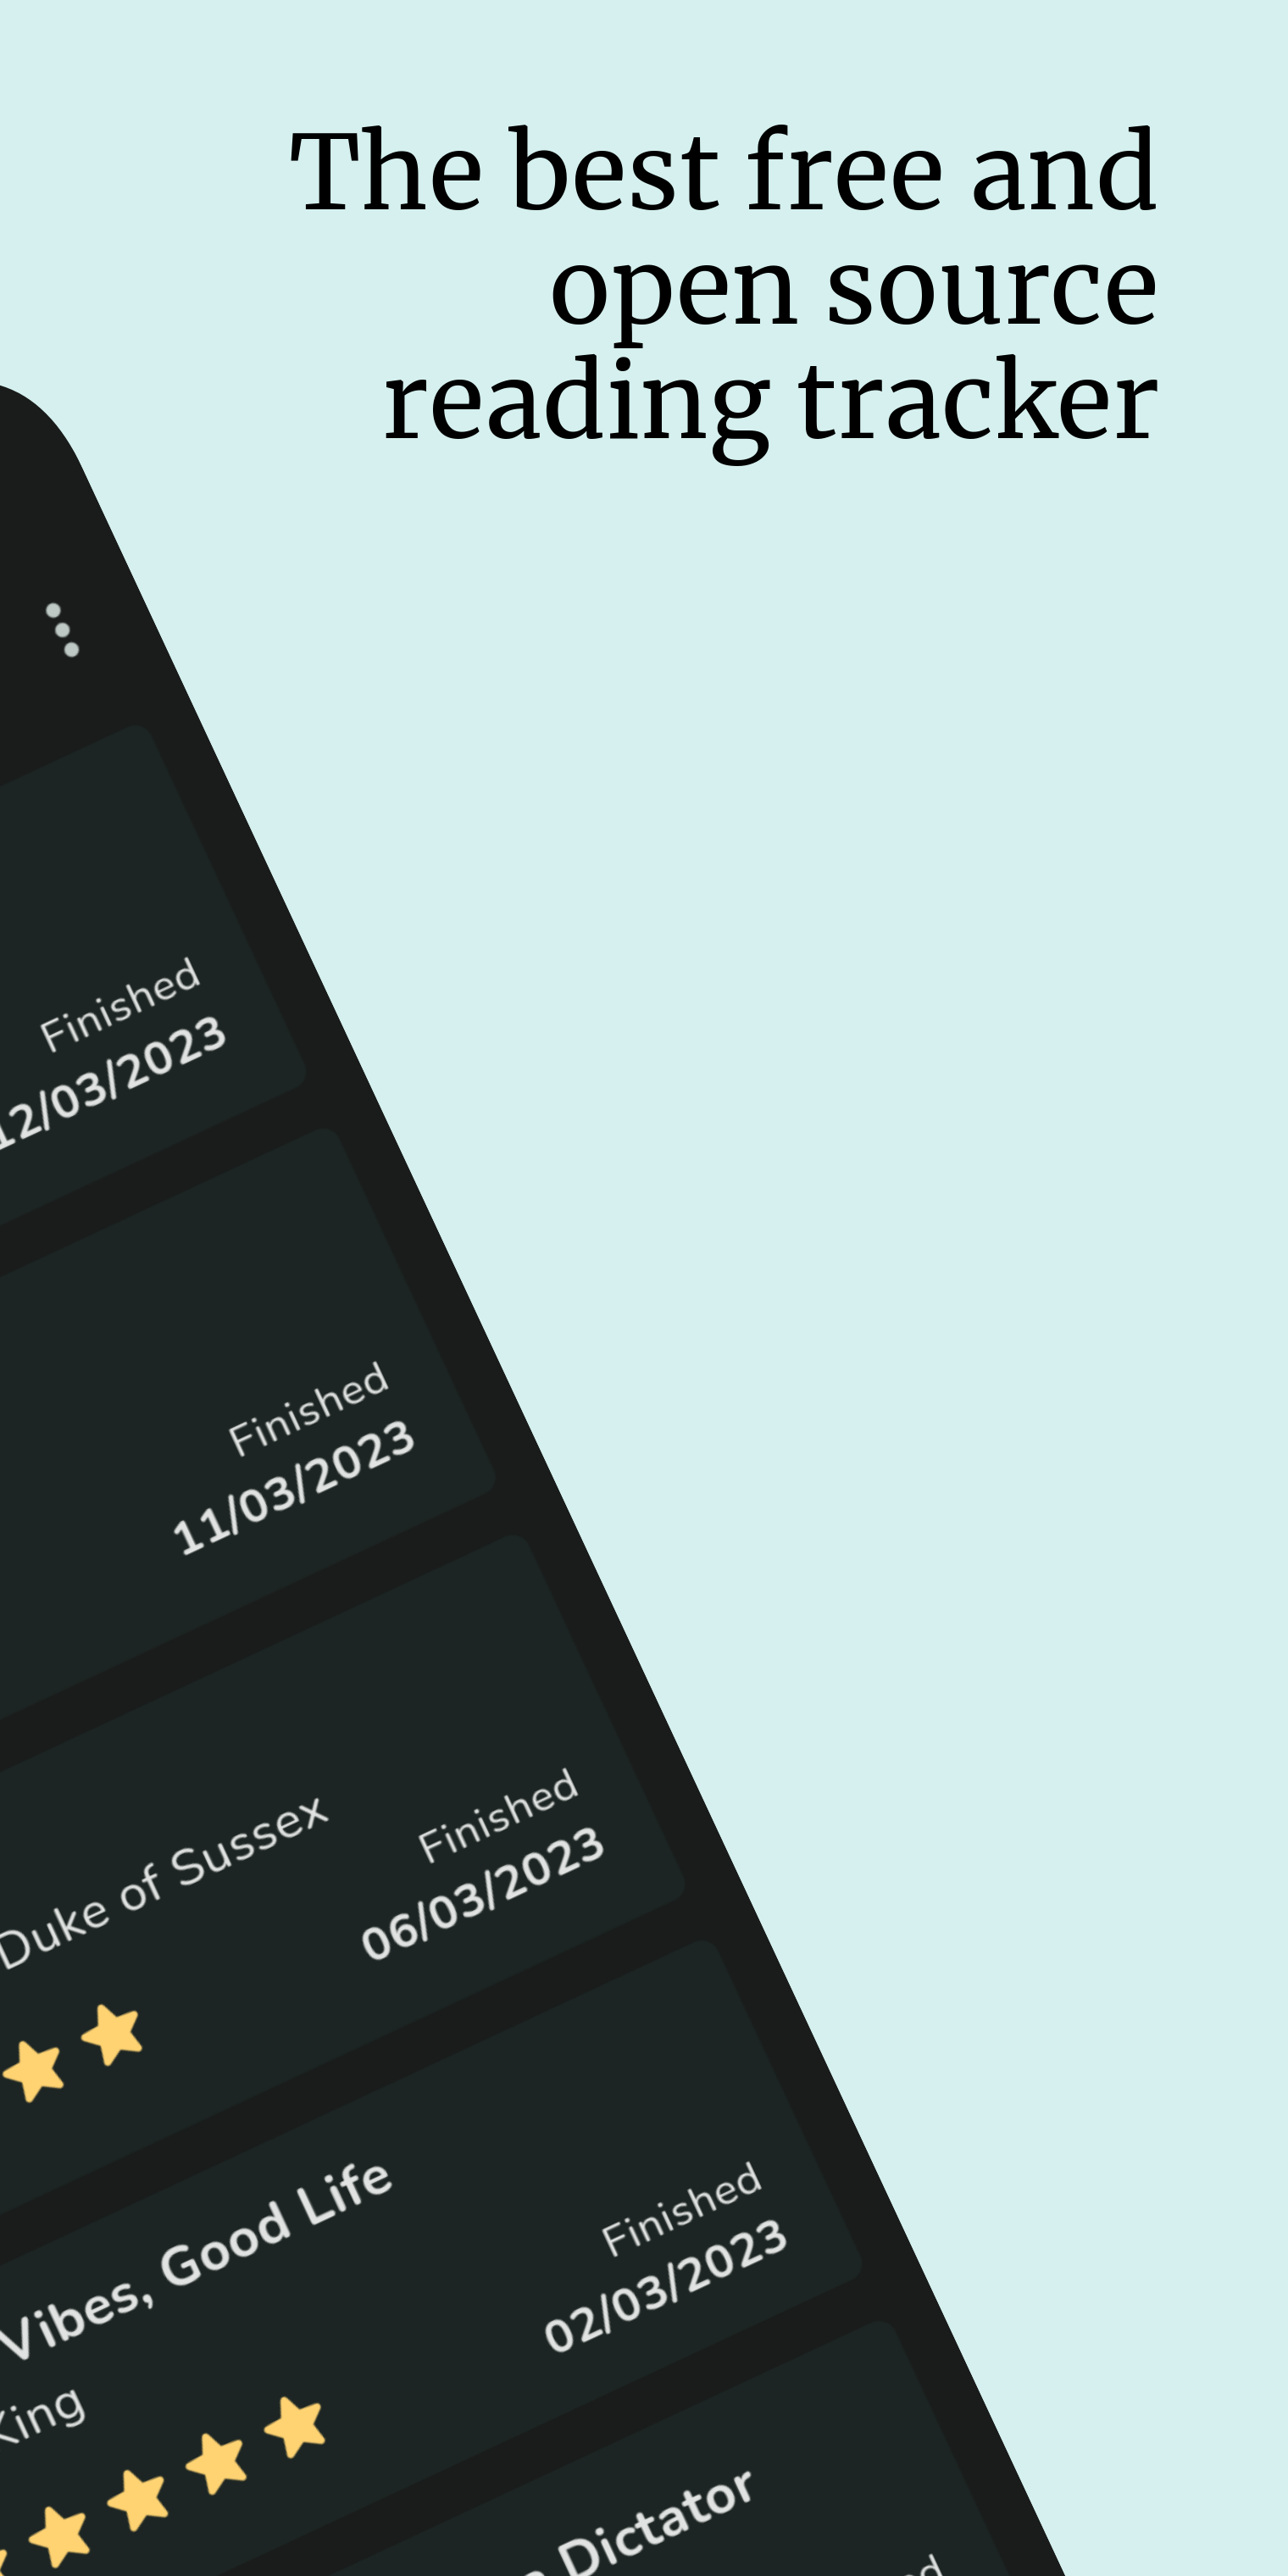 The best free and
open source
reading tracker
Finished
12/03/2023
Finished
11/03/2023
Duke of Sussex
Finished
06/03/2023
Vibes, Good Life
King
Finished
02/03/2023
Dictator